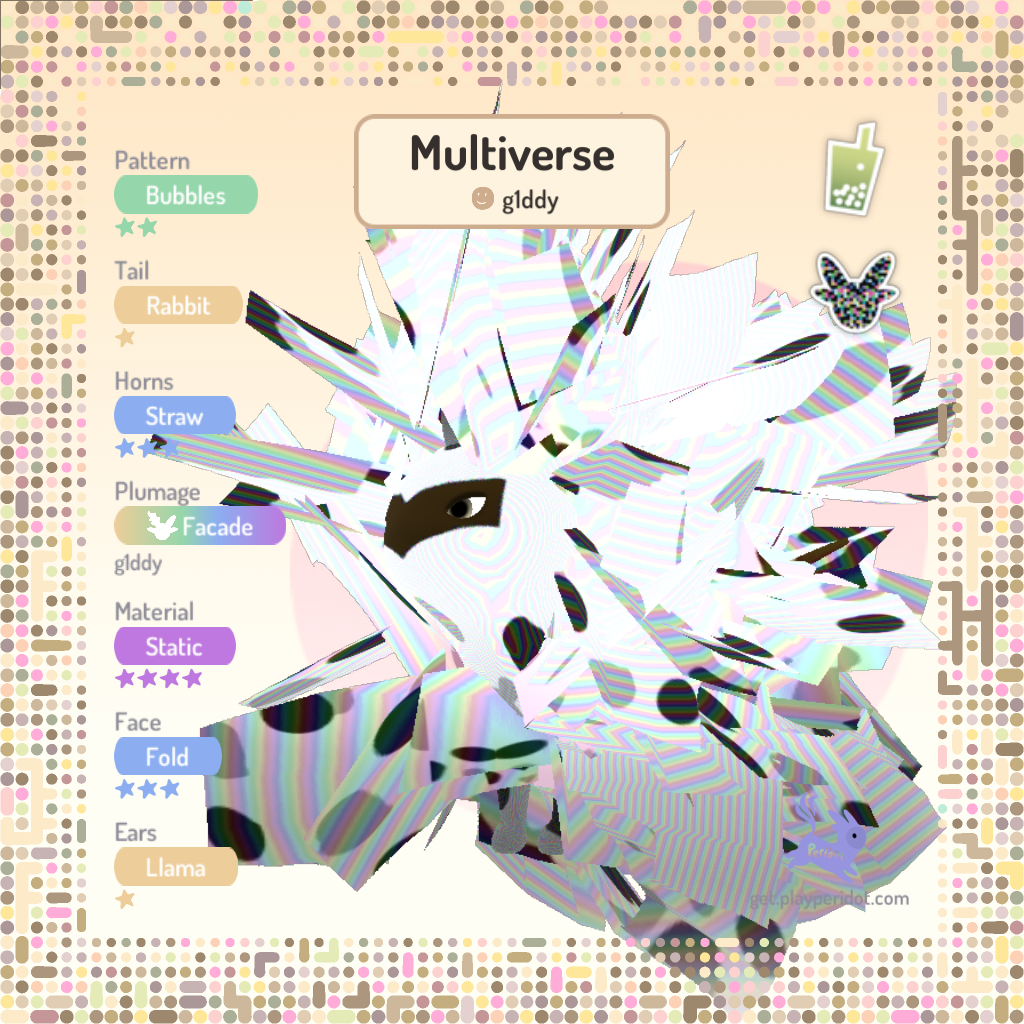 Multiverse
g1ddy
Pattern
Bubbles
Tail
Rabbit
Horns
Straw
Plumage
Facade
g1ddy
Material
Static
Face
Fold
Ears
Llama
get.playperidot.com